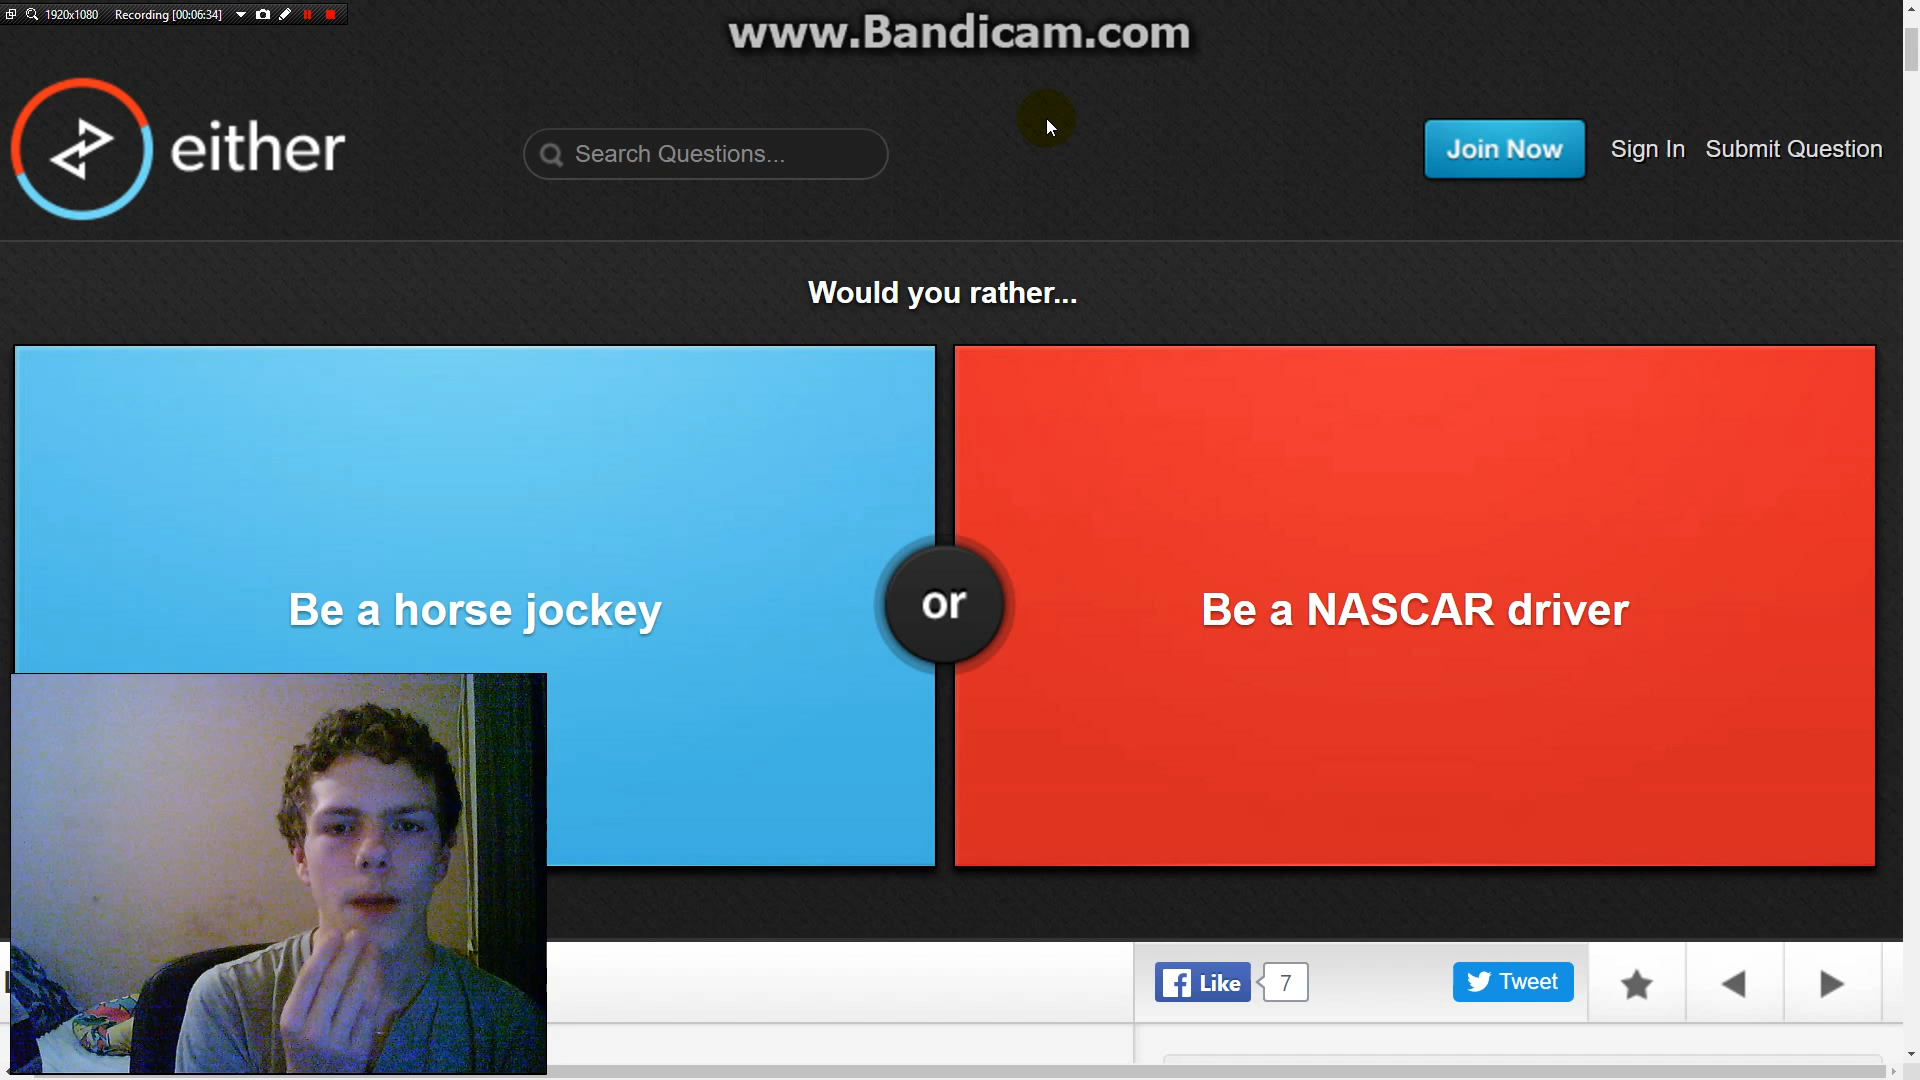 1920x1080 Recording [00:06:34]
www.Bandicam.com
either
Search Questions...
Join Now
Sign In
Submit Question
Would you rather...
Be a horse jockey
or
Be a NASCAR driver
Like
7
Tweet